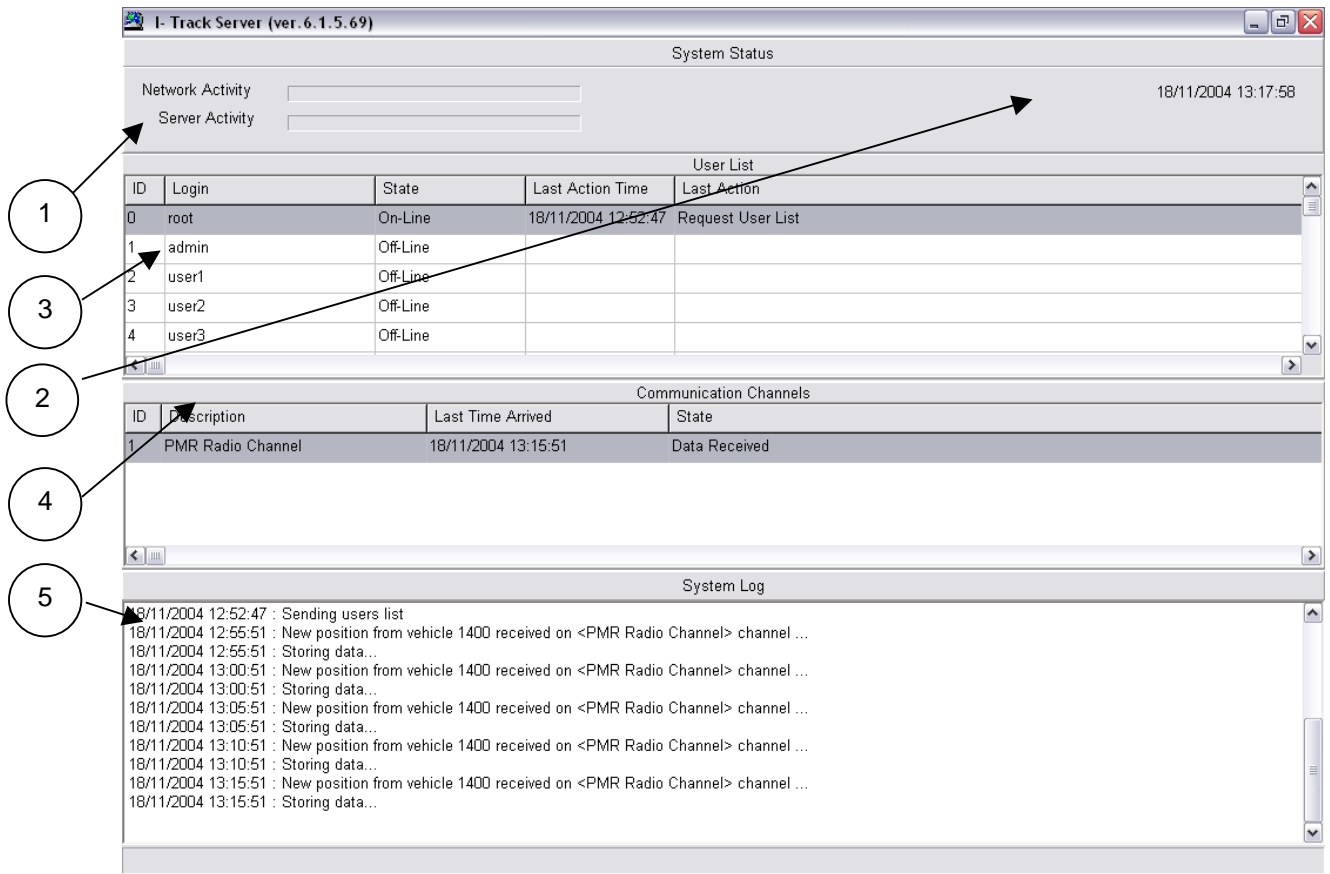 I- Track Server (ver.6.1.5.69)
System Status
Network Activity
18/11/2004 13:17:58
Server Activity
User List
ID Login State Last Action Time Last Action
0 root On-Line 18/11/2004 12:52:47 Request User List
1 admin Off-Line
2 user1 Off-Line
3 user2 Off-Line
4 user3 Off-Line
Communication Channels
ID Description Last Time Arrived State
1 PMR Radio Channel 18/11/2004 13:15:51 Data Received
System Log
18/11/2004 12:52:47 : Sending users list
18/11/2004 12:55:51 : New position from vehicle 1400 received on <PMR Radio Channel> channel ...
18/11/2004 12:55:51 : Storing data...
18/11/2004 13:00:51 : New position from vehicle 1400 received on <PMR Radio Channel> channel ...
18/11/2004 13:00:51 : Storing data...
18/11/2004 13:05:51 : New position from vehicle 1400 received on <PMR Radio Channel> channel ...
18/11/2004 13:05:51 : Storing data...
18/11/2004 13:10:51 : New position from vehicle 1400 received on <PMR Radio Channel> channel ...
18/11/2004 13:10:51 : Storing data...
18/11/2004 13:15:51 : New position from vehicle 1400 received on <PMR Radio Channel> channel ...
18/11/2004 13:15:51 : Storing data...
1
3
2
4
5